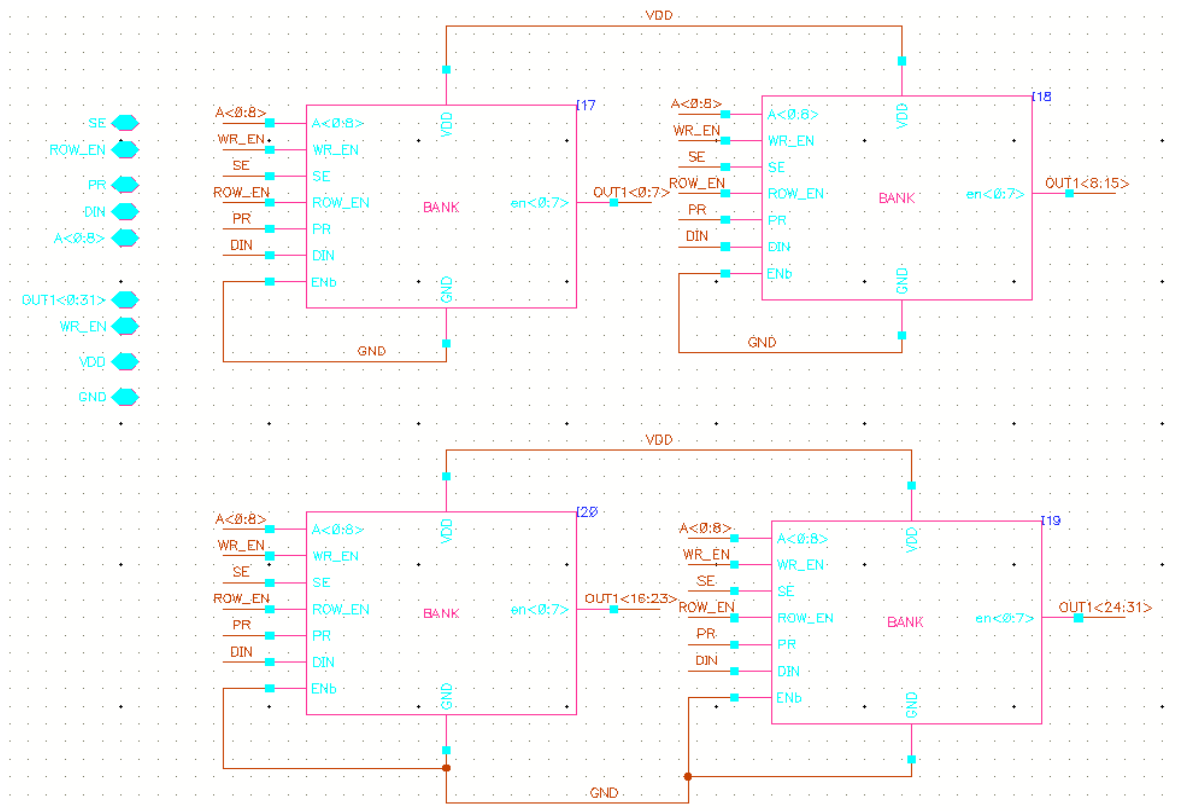 VDD
SE
ROW_EN
PR
DIN
A<0:8>
OUT1<0:31>
WR_EN
VDD
GND
I17
A<0:8>
WR_EN
SE
ROW_EN
PR
DIN
A<0:8>
WR_EN
SE
ROW_EN
PR
DIN
ENb
VDD
BANK
GND
en<0:7>
OUT1<0:7>
GND
I18
A<0:8>
WR_EN
SE
ROW_EN
PR
DIN
A<0:8>
WR_EN
SE
ROW_EN
PR
DIN
ENb
VDD
BANK
GND
en<0:7>
OUT1<8:15>
GND
VDD
I20
A<0:8>
WR_EN
SE
ROW_EN
PR
DIN
A<0:8>
WR_EN
SE
ROW_EN
PR
DIN
ENb
VDD
BANK
GND
en<0:7>
OUT1<16:23>
I19
A<0:8>
WR_EN
SE
ROW_EN
PR
DIN
A<0:8>
WR_EN
SE
ROW_EN
PR
DIN
ENb
VDD
BANK
GND
en<0:7>
OUT1<24:31>
GND